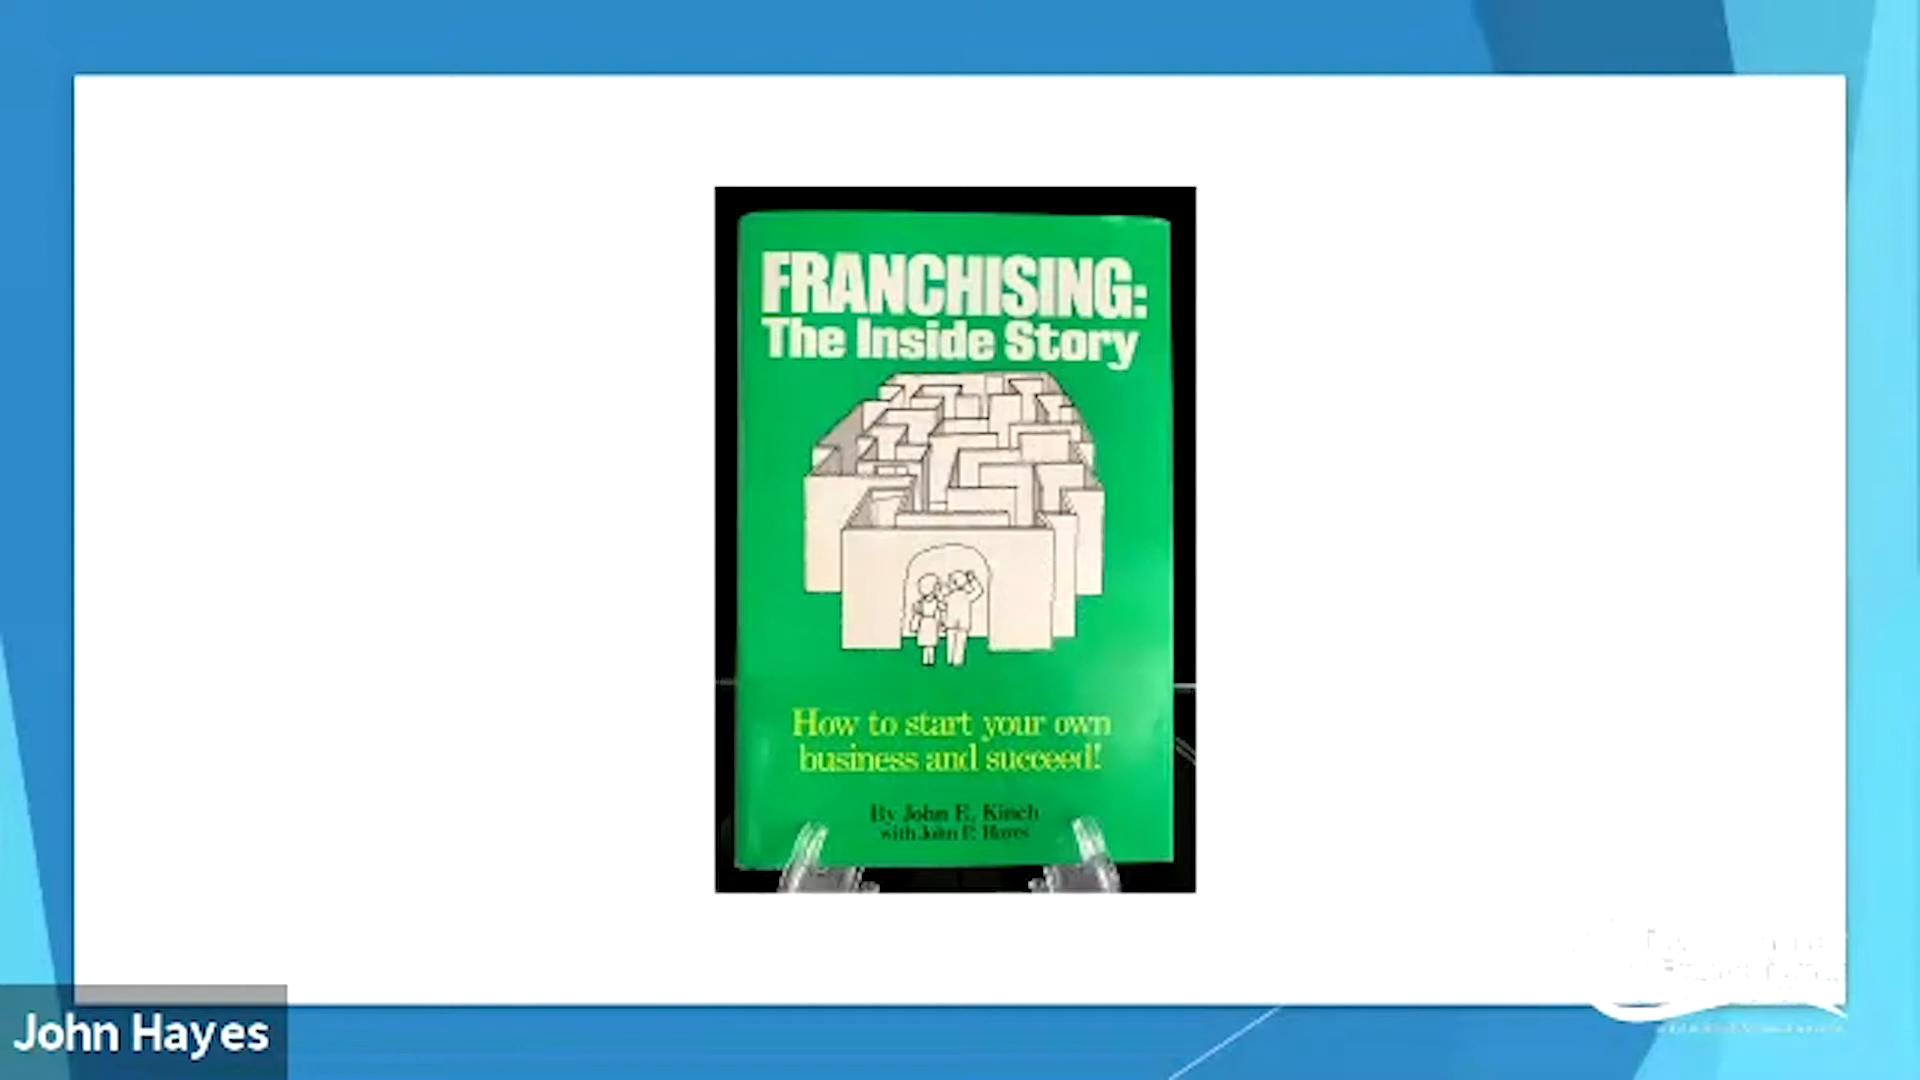 FRANCHISING:
The Inside Story
How to start your own
business and succeed!
By John E. Kinch
with John P. Hayes
John Hayes